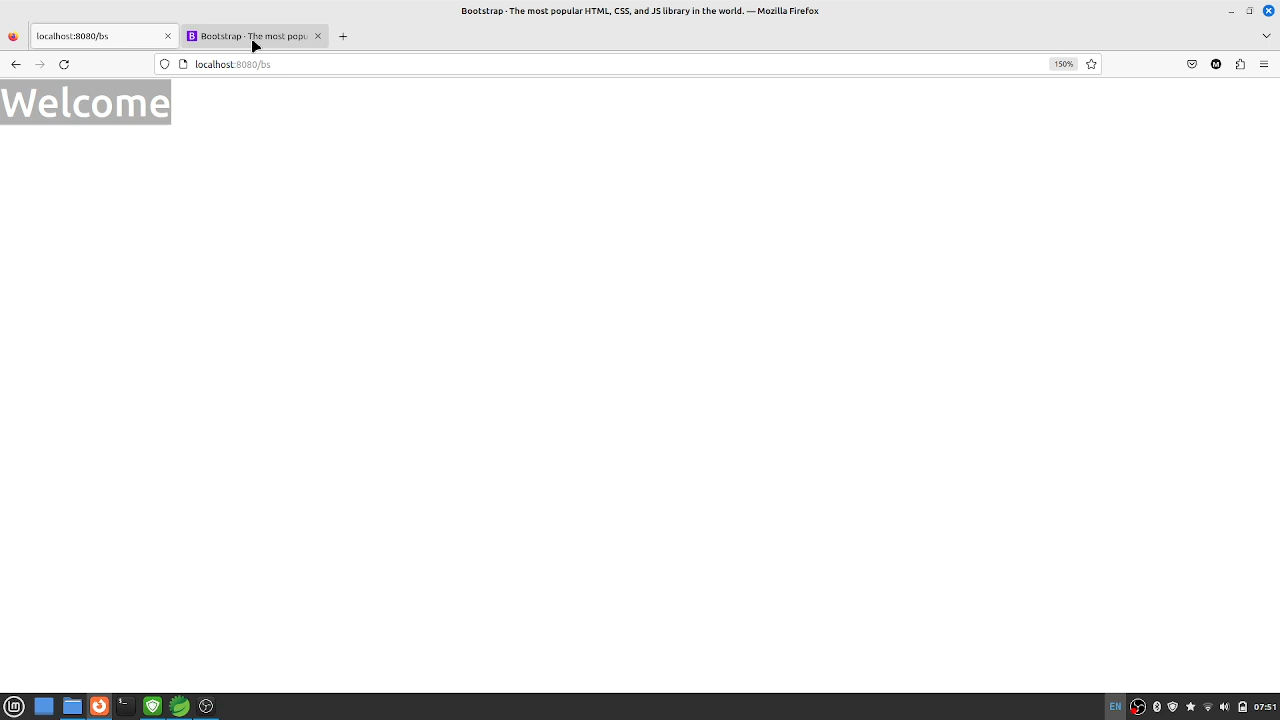 Bootstrap · The most popular HTML, CSS, and JS library in the world. — Mozilla Firefox
localhost:8080/bs
Bootstrap · The most popu
localhost:8080/bs
150%
Welcome
EN
07:51